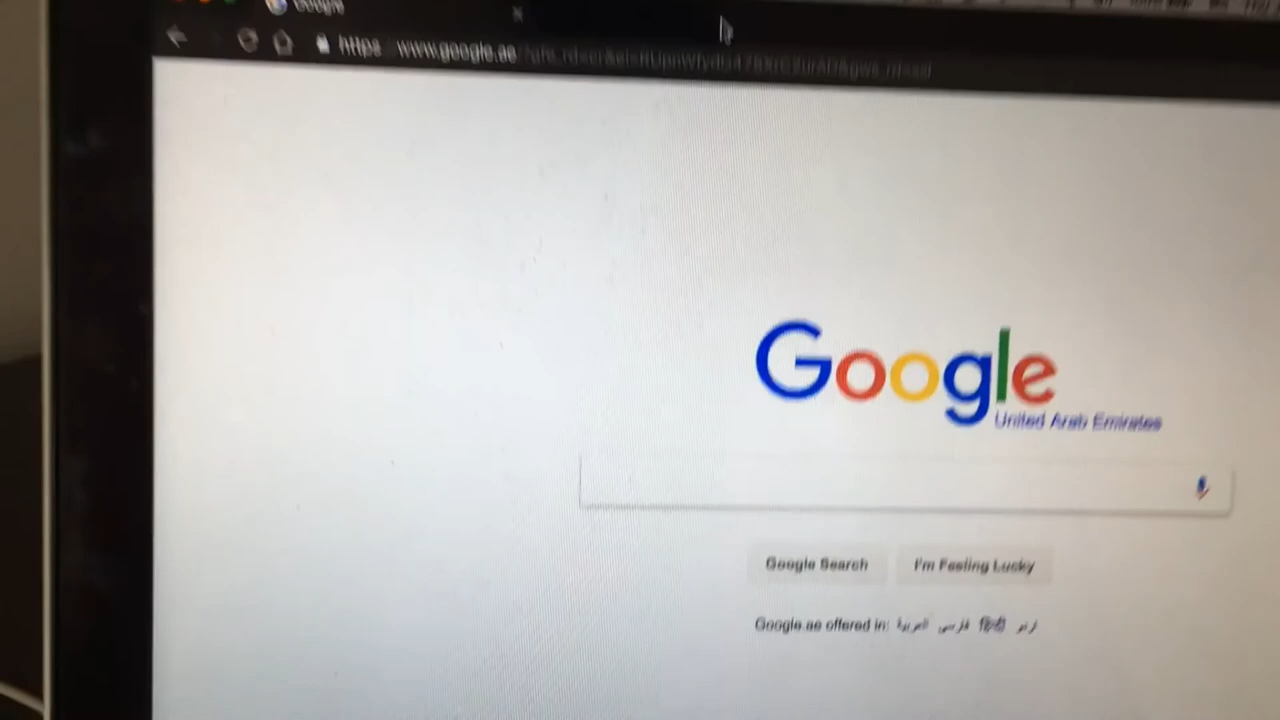 Google
https www.google.ae
Google
United Arab Emirates
Google Search I'm Feeling Lucky
Google.ae offered in: العربية فارسی हिन्दी اردو